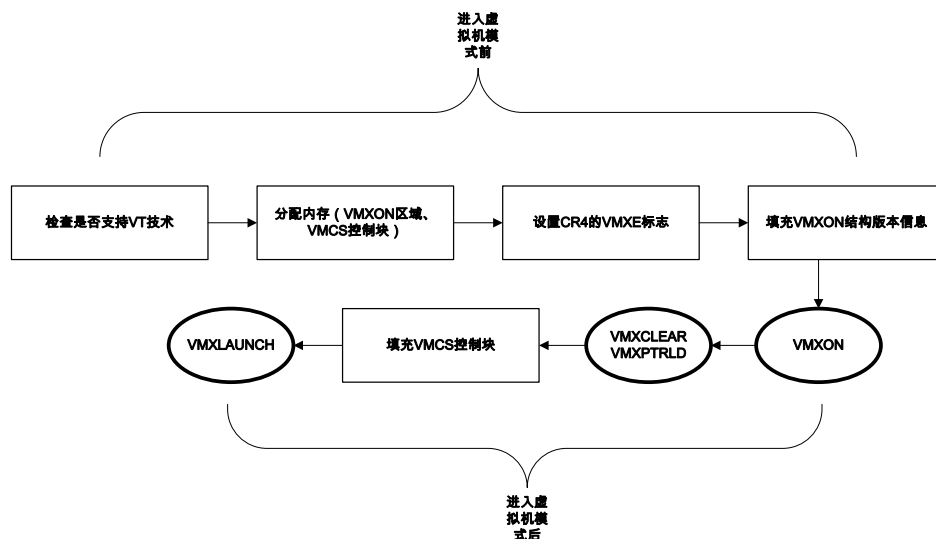 进入虚
拟机模
式前
检查是否支持VT技术
分配内存（VMXON区域、
VMCS控制块）
设置CR4的VMXE标志
填充VMXON结构版本信息
VMXLAUNCH
填充VMCS控制块
VMXCLEAR
VMXPTRLD
VMXON
进入虚
拟机模
式后